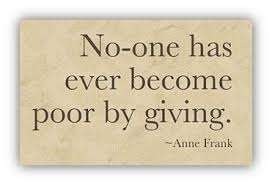 No-one has
ever become
poor by giving.
~Anne Frank